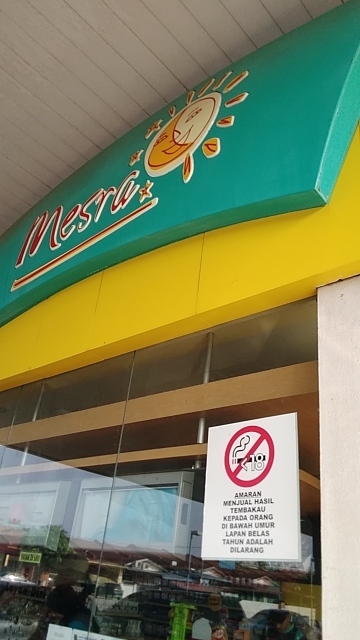 Mesra
<18
AMARAN
MENJUAL HASIL
TEMBAKAU
KEPADA ORANG
DI BAWAH UMUR
LAPAN BELAS
TAHUN ADALAH
DILARANG